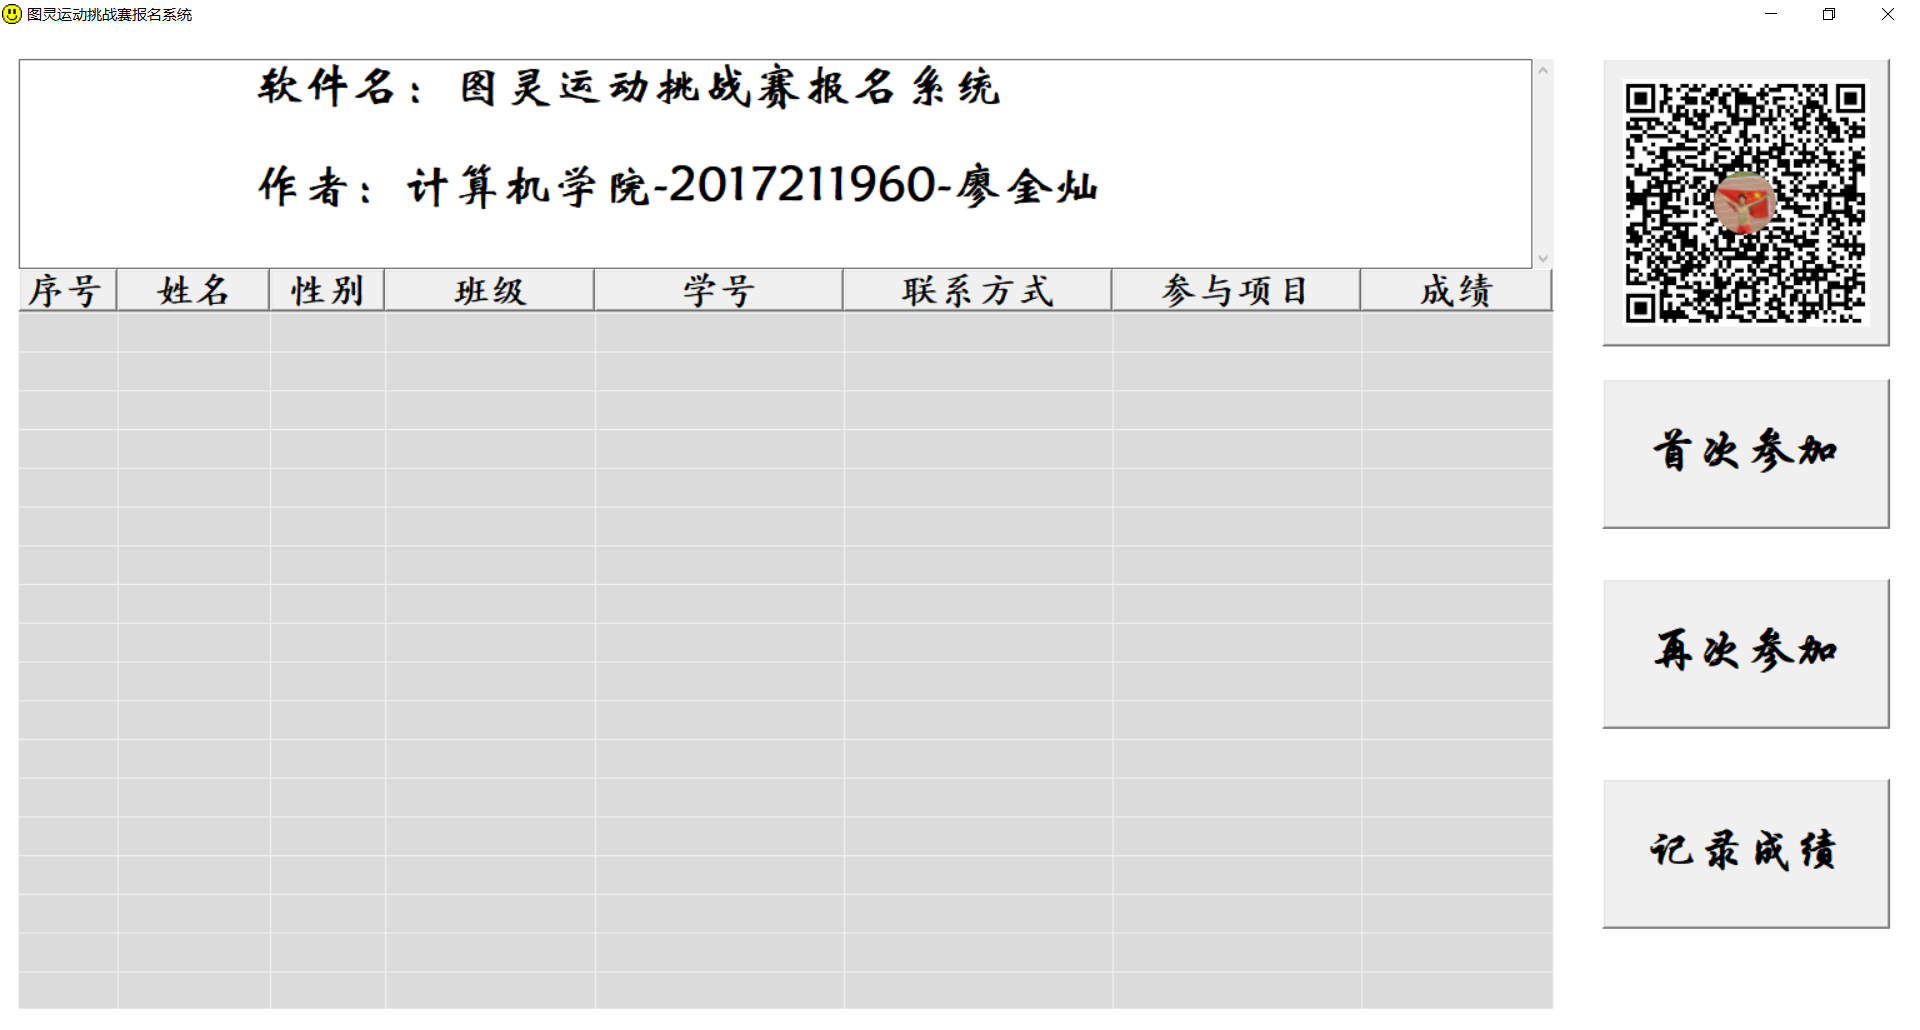 图灵运动挑战赛报名系统
软件名：图灵运动挑战赛报名系统
作者：计算机学院-2017211960-廖金灿
序号 姓名 性别 班级 学号 联系方式 参与项目 成绩
首次参加
再次参加
记录成绩